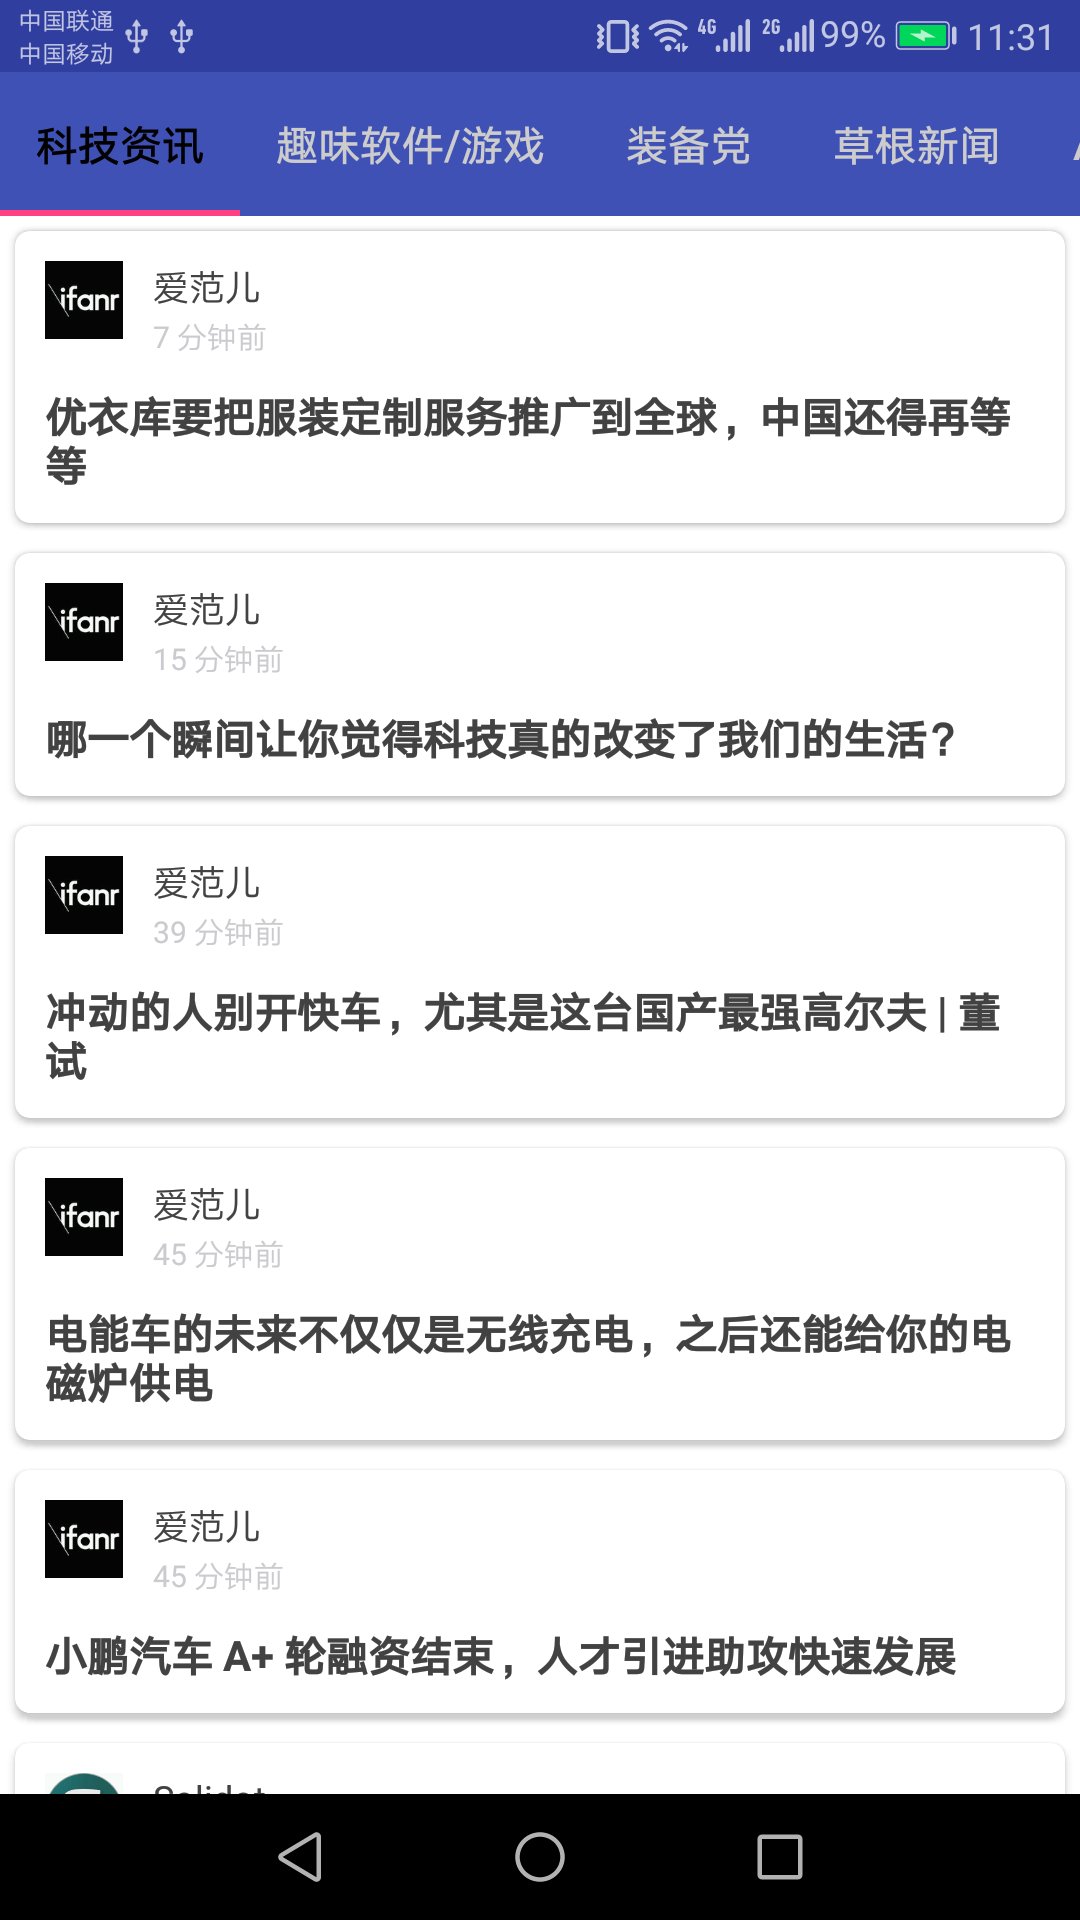 中国联通
中国移动
4G 2G 99% 11:31
科技资讯 趣味软件/游戏 装备党 草根新闻
ifanr 爱范儿
7 分钟前
优衣库要把服装定制服务推广到全球，中国还得再等
等
ifanr 爱范儿
15 分钟前
哪一个瞬间让你觉得科技真的改变了我们的生活？
ifanr 爱范儿
39 分钟前
冲动的人别开快车，尤其是这台国产最强高尔夫 | 董
试
ifanr 爱范儿
45 分钟前
电能车的未来不仅仅是无线充电，之后还能给你的电
磁炉供电
ifanr 爱范儿
45 分钟前
小鹏汽车 A+ 轮融资结束，人才引进助攻快速发展
Solidot